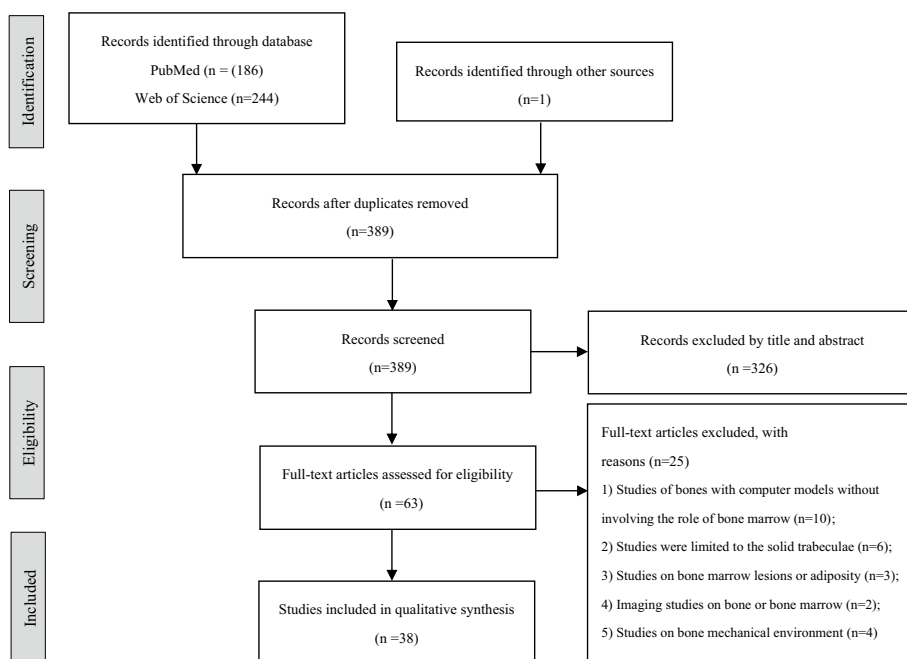 Identification
Records identified through database
PubMed (n = (186)
Web of Science (n=244)
Records identified through other sources
(n=1)
Screening
Records after duplicates removed
(n=389)
Records screened
(n=389)
Records excluded by title and abstract
(n =326)
Eligibility
Full-text articles assessed for eligibility
(n =63)
Full-text articles excluded, with
reasons (n=25)
1) Studies of bones with computer models without
involving the role of bone marrow (n=10);
2) Studies were limited to the solid trabeculae (n=6);
3) Studies on bone marrow lesions or adiposity (n=3);
4) Imaging studies on bone or bone marrow (n=2);
5) Studies on bone mechanical environment (n=4)
Included
Studies included in qualitative synthesis
(n =38)